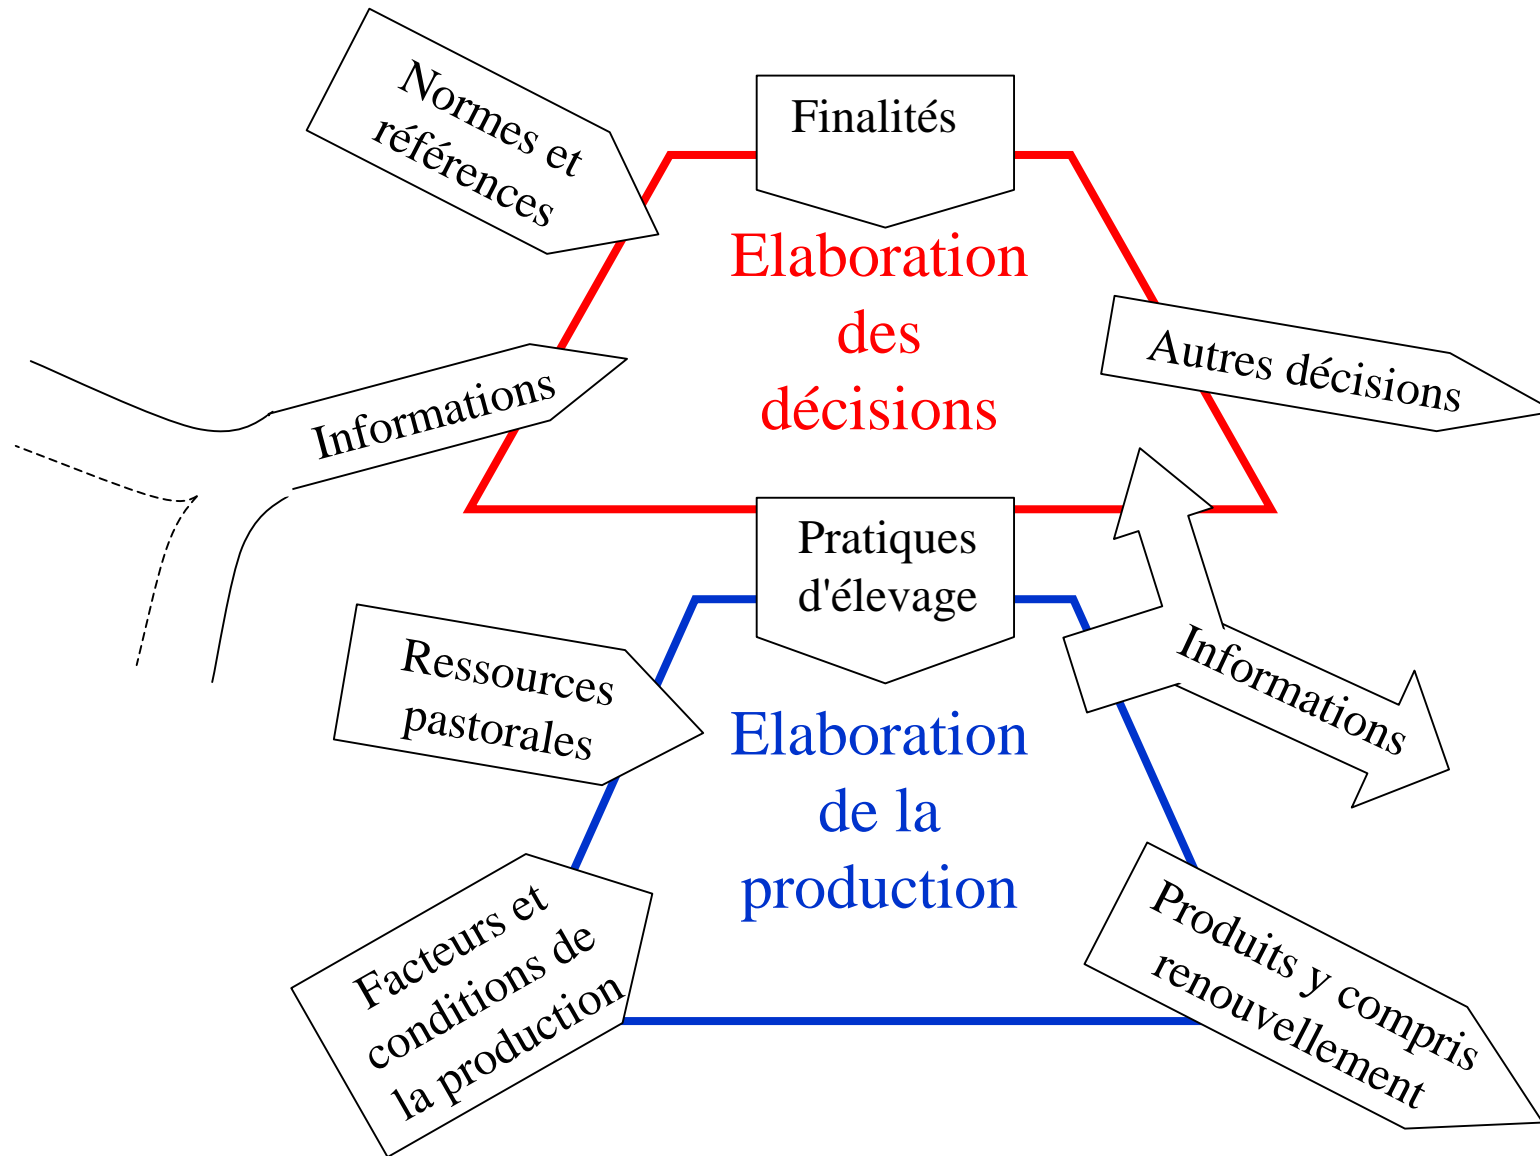 Normes et
références
Finalités
Elaboration
des
décisions
Autres décisions
Informations
Pratiques
d'élevage
Ressources
pastorales
Informations
Elaboration
de la
production
Facteurs et
conditions de
la production
Produits y compris
renouvellement